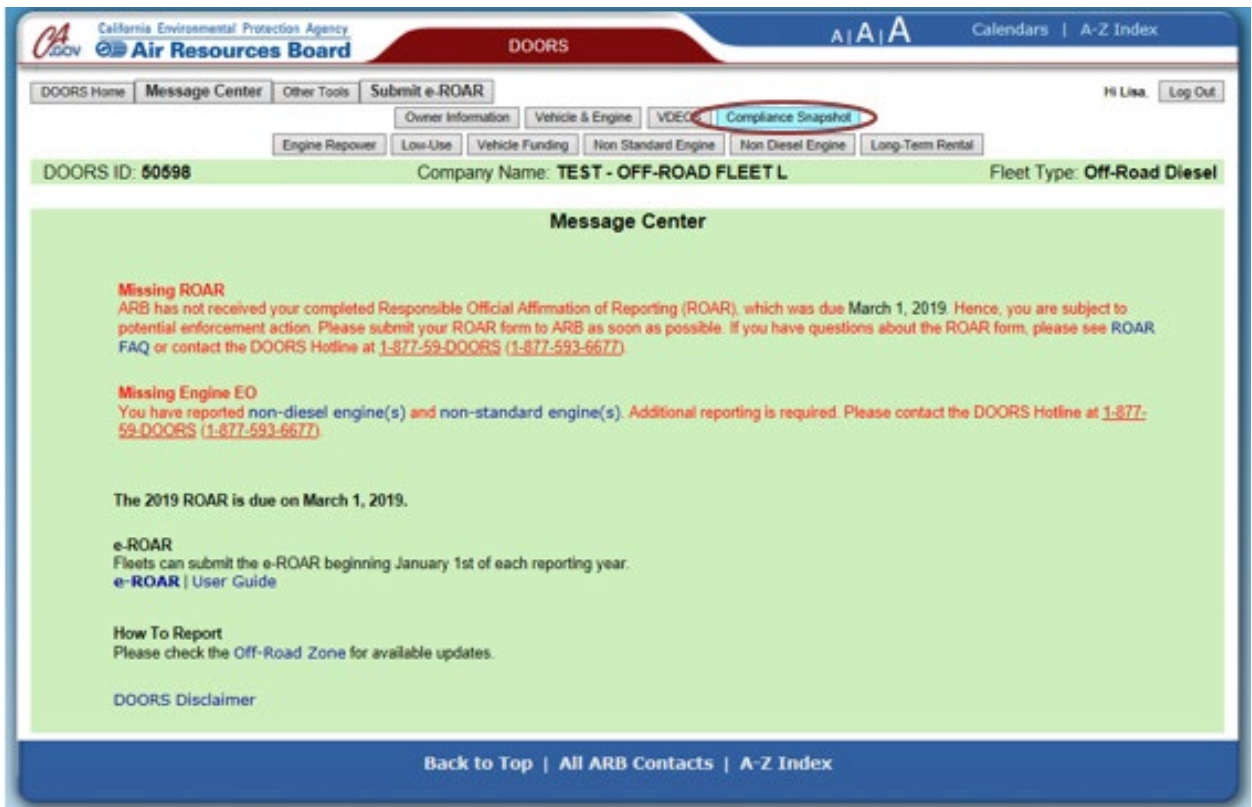 CA.GOV
California Environmental Protection Agency
Air Resources Board
DOORS
A | A | A
Calendars | A-Z Index
DOORS Home Message Center Other Tools Submit e-ROAR
Hi Lisa, Log Out
Owner Information Vehicle & Engine VDECS Compliance Snapshot
Engine Repower Low-Use Vehicle Funding Non Standard Engine Non Diesel Engine Long-Term Rental
DOORS ID: 50598 Company Name: TEST - OFF-ROAD FLEET L Fleet Type: Off-Road Diesel
Message Center
Missing ROAR
ARB has not received your completed Responsible Official Affirmation of Reporting (ROAR), which was due March 1, 2019. Hence, you are subject to
potential enforcement action. Please submit your ROAR form to ARB as soon as possible. If you have questions about the ROAR form, please see ROAR
FAQ or contact the DOORS Hotline at 1-877-59-DOORS (1-877-593-6677).
Missing Engine EO
You have reported non-diesel engine(s) and non-standard engine(s). Additional reporting is required. Please contact the DOORS Hotline at 1-877-
59-DOORS (1-877-593-6677).
The 2019 ROAR is due on March 1, 2019.
e-ROAR
Fleets can submit the e-ROAR beginning January 1st of each reporting year.
e-ROAR | User Guide
How To Report
Please check the Off-Road Zone for available updates.
DOORS Disclaimer
Back to Top | All ARB Contacts | A-Z Index